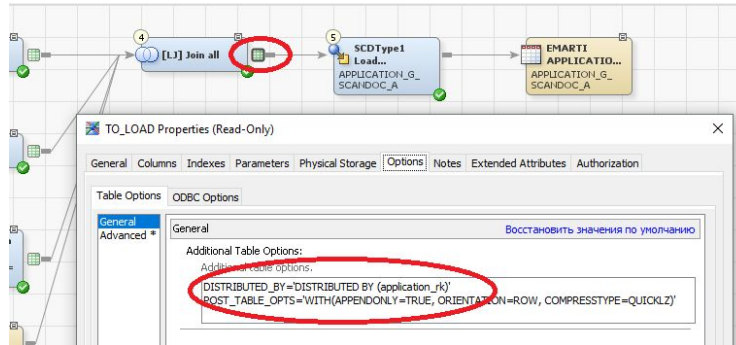 4
5
[LJ] Join all
SCDType1
Load...
APPLICATION_G_
SCANDOC_A
EMARTI
APPLICATIO...
APPLICATION_G_
SCANDOC_A
TO_LOAD Properties (Read-Only)
General Columns Indexes Parameters Physical Storage Options Notes Extended Attributes Authorization
Table Options ODBC Options
General
Advanced *
General
Восстановить значения по умолчанию
Additional Table Options:
Additional table options.
DISTRIBUTED_BY='DISTRIBUTED BY (application_rk)'
POST_TABLE_OPTS='WITH(APPENDONLY=TRUE, ORIENTATION=ROW, COMPRESSTYPE=QUICKLZ)'